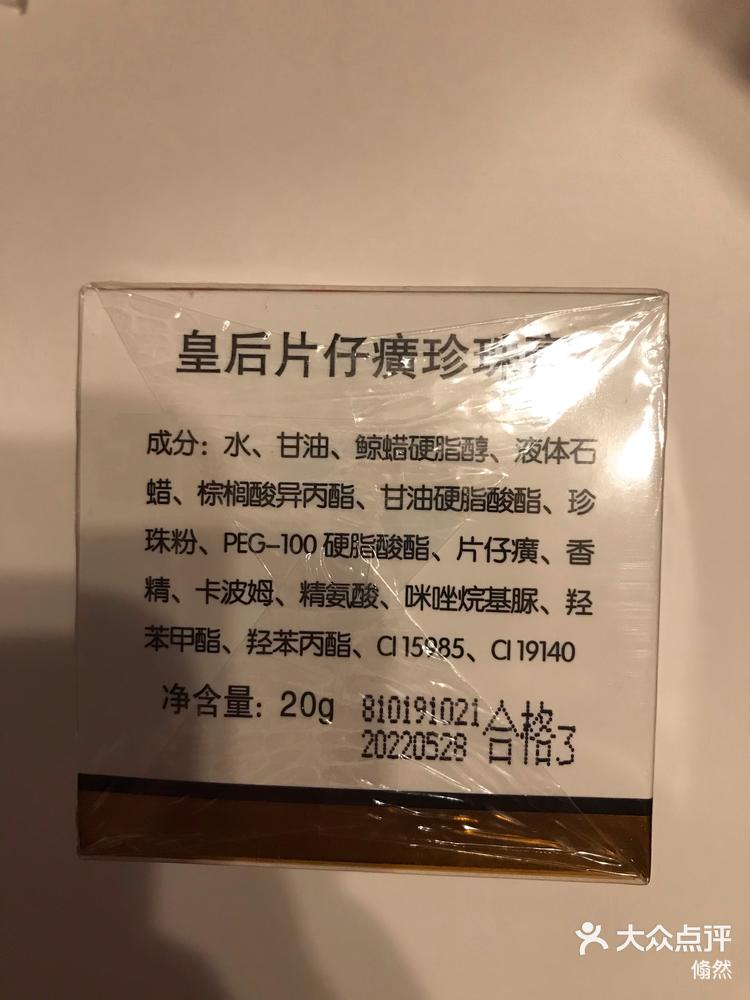 皇后片仔癀珍珠膏
成分：水、甘油、鲸蜡硬脂醇、液体石
蜡、棕榈酸异丙酯、甘油硬脂酸酯、珍
珠粉、PEG-100 硬脂酸酯、片仔癀、香
精、卡波姆、精氨酸、咪唑烷基脲、羟
苯甲酯、羟苯丙酯、CI 15985、CI 19140
净含量：20g
810191021
20220528
合格3
大众点评
翛然